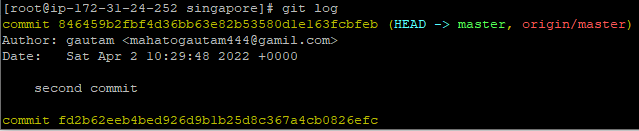 [root@ip-172-31-24-252 singapore]# git log
commit 846459b2fbf4d36bb63e82b53580d1e163fcbfeb (HEAD -> master, origin/master)
Author: gautam <mahatogautam444@gamil.com>
Date:   Sat Apr 2 10:29:48 2022 +0000
    second commit
commit fd2b62eeb4bed926d9b1b25d8c367a4cb0826efc